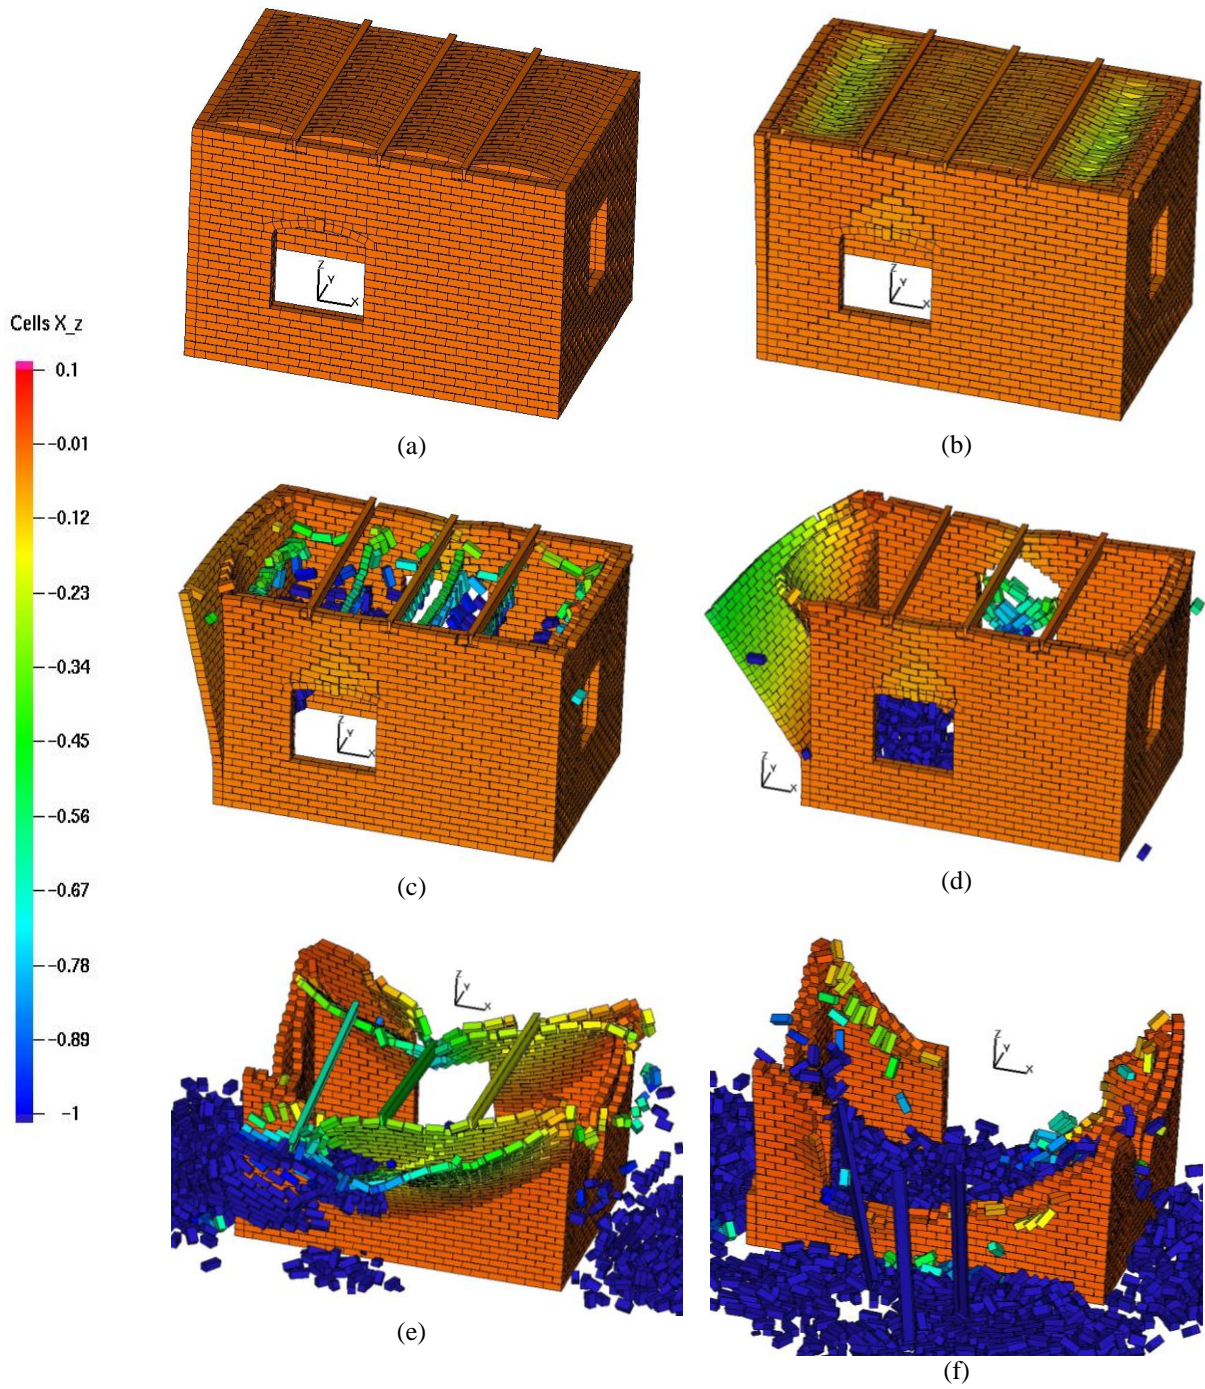 Z
Y
X
(a)
Z
Y
X
(b)
Cells X_z
0.1
-0.01
-0.12
-0.23
-0.34
-0.45
-0.56
-0.67
-0.78
-0.89
-1
Z
Y
X
(c)
Z
Y
X
(d)
Z
Y
X
(e)
Z
Y
X
(f)